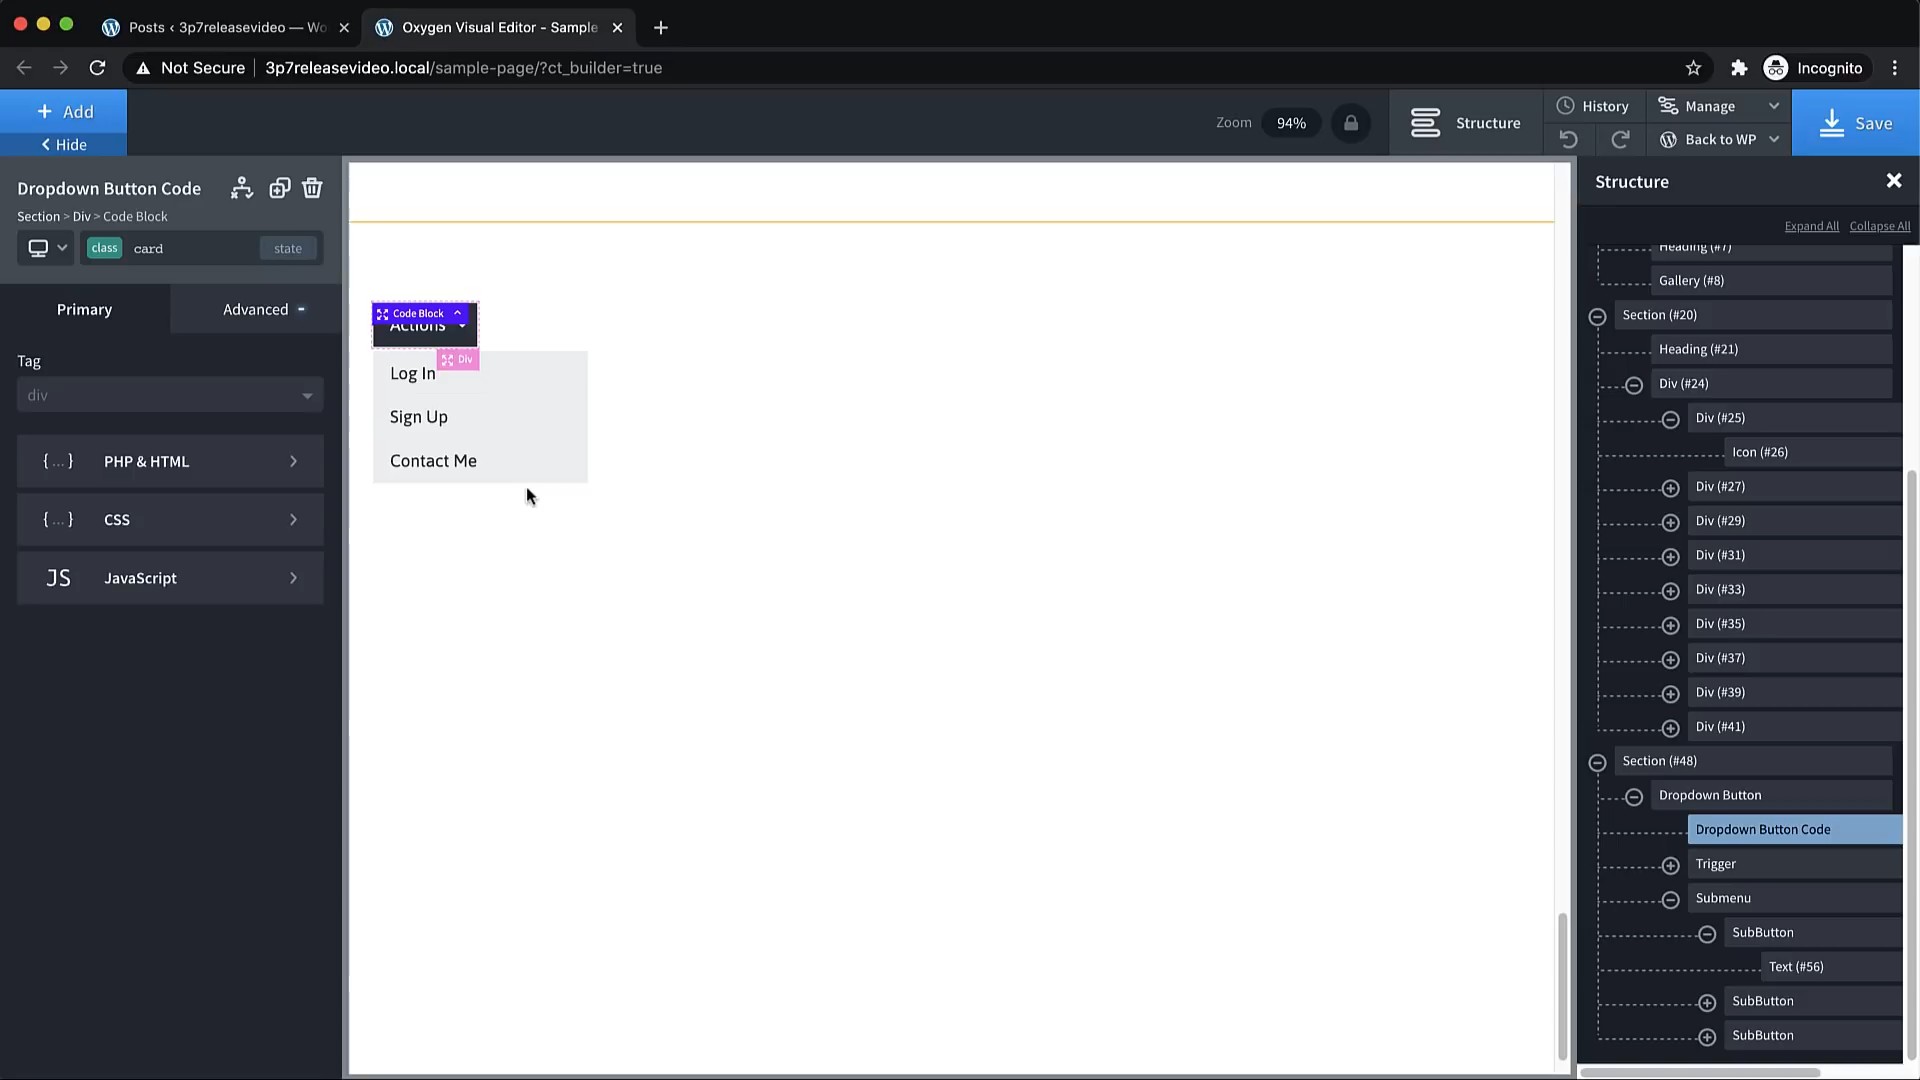 Posts ‹ 3p7releasevideo — Wo
Oxygen Visual Editor - Sample
Not Secure
3p7releasevideo.local/sample-page/?ct_builder=true
Incognito
+ Add
Hide
Zoom
94%
Structure
History
Manage
Back to WP
Save
Dropdown Button Code
Section > Div > Code Block
class
card
state
Primary
Advanced
Tag
div
{...} PHP & HTML
{...} CSS
JS JavaScript
Code Block
Actions
Div
Log In
Sign Up
Contact Me
Structure
Expand All
Collapse All
Heading (#7)
Gallery (#8)
Section (#20)
Heading (#21)
Div (#24)
Div (#25)
Icon (#26)
Div (#27)
Div (#29)
Div (#31)
Div (#33)
Div (#35)
Div (#37)
Div (#39)
Div (#41)
Section (#48)
Dropdown Button
Dropdown Button Code
Trigger
Submenu
SubButton
Text (#56)
SubButton
SubButton